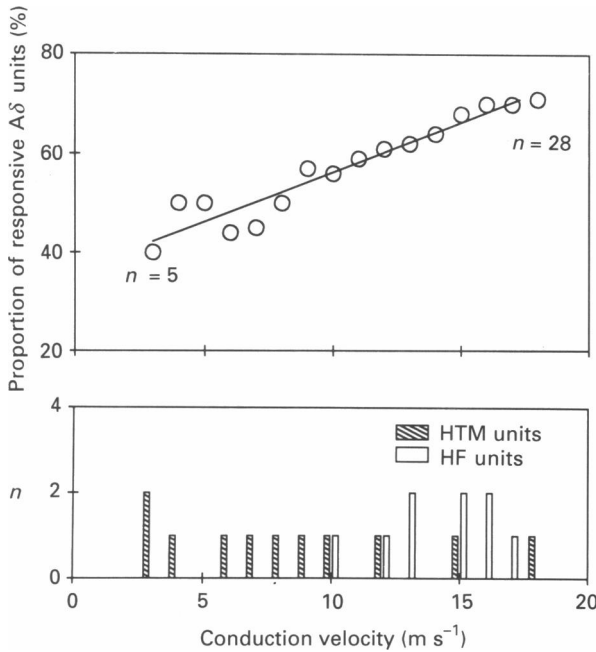 Proportion of responsive Aδ units (%)
80
60
40
20
n = 28
n = 5
4
2
0
n
HTM units
HF units
0 5 10 15 20
Conduction velocity (m s⁻¹)